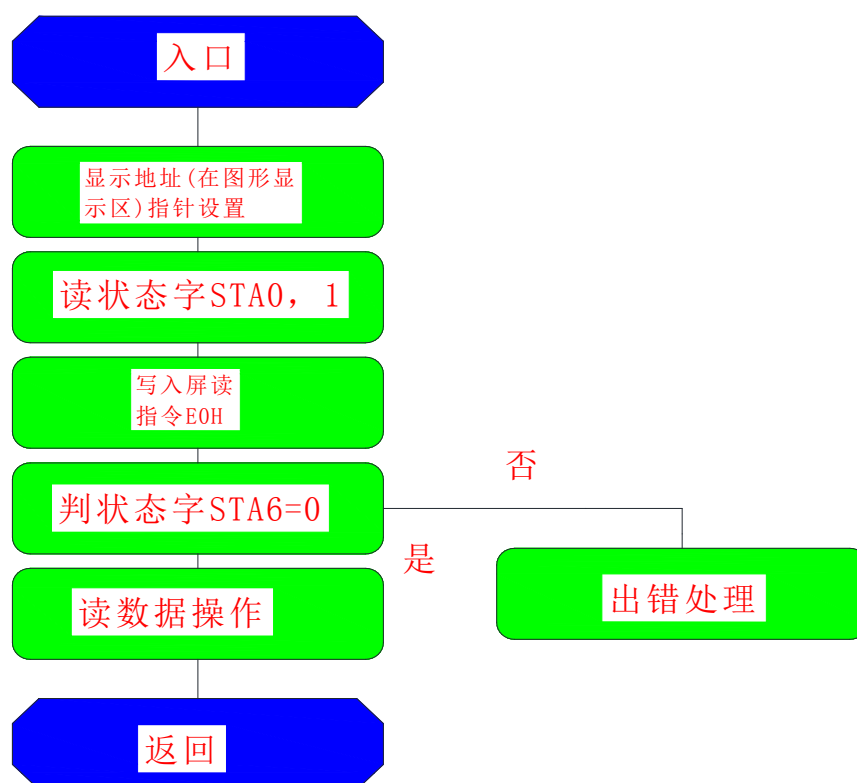 入口
显示地址(在图形显
示区)指针设置
读状态字STA0，1
写入屏读
指令E0H
判状态字STA6=0
否
是
读数据操作
出错处理
返回